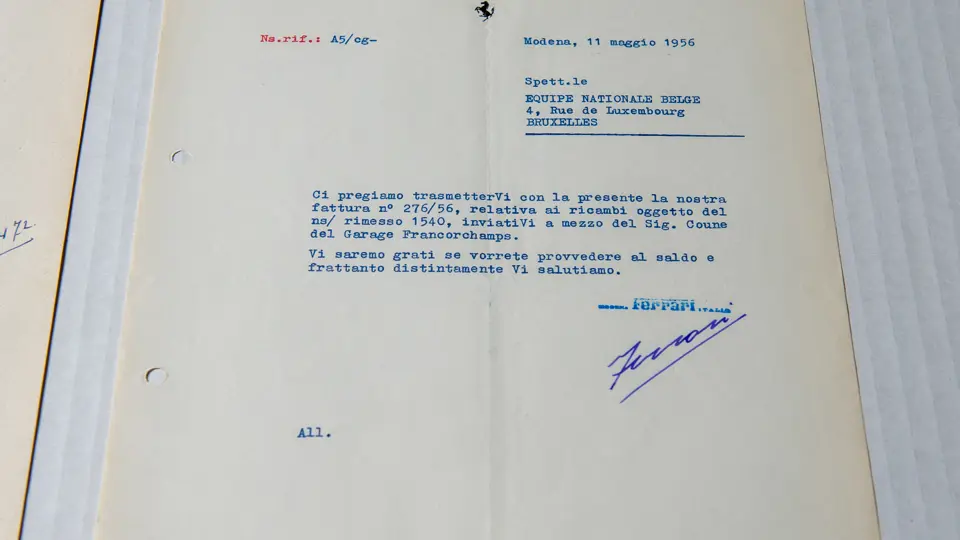 Ns.rif.: A5/cg-
Modena, 11 maggio 1956
Spett.le
EQUIPE NATIONALE BELGE
4, Rue de Luxembourg
BRUXELLES
Ci pregiamo trasmetterVi con la presente la nostra
fattura n° 276/56, relativa ai ricambi oggetto del
ns/ rimesso 1540, inviatiVi a mezzo del Sig. Coune
del Garage Francorchamps.
Vi saremo grati se vorrete provvedere al saldo e
frattanto distintamente Vi salutiamo.
Ferrari ITALIA
Ferrari
All.